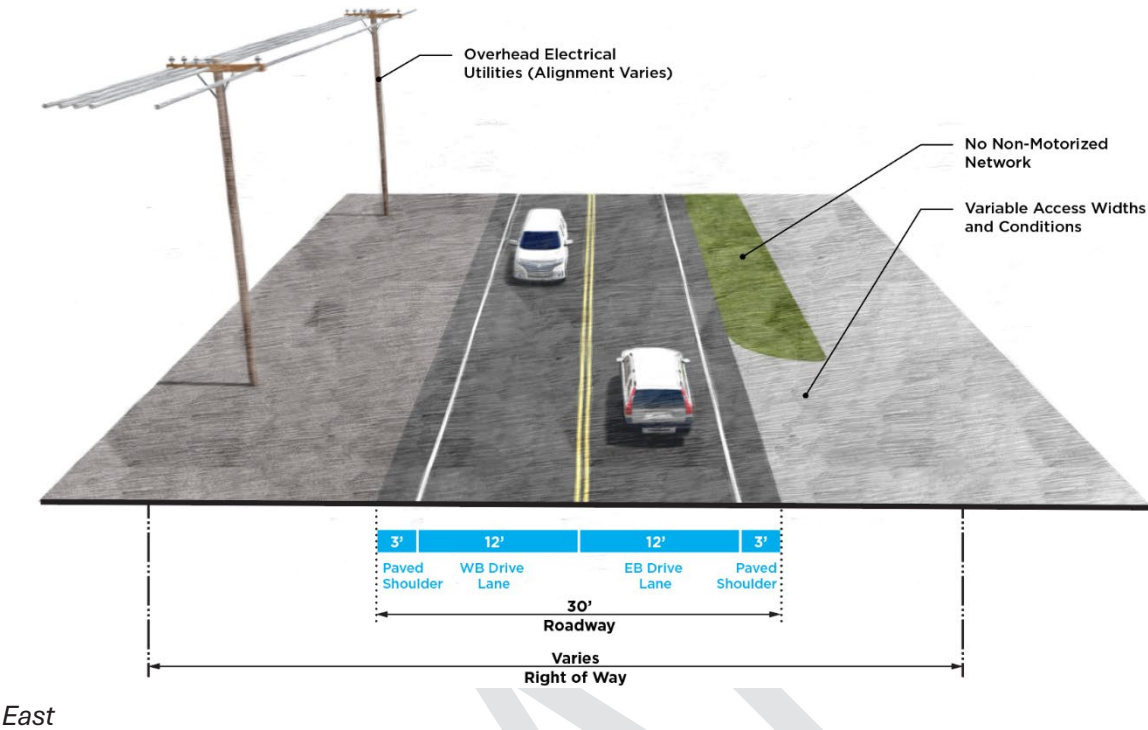 Overhead Electrical
Utilities (Alignment Varies)
No Non-Motorized
Network
Variable Access Widths
and Conditions
3'
12'
12'
3'
Paved
Shoulder
WB Drive
Lane
EB Drive
Lane
Paved
Shoulder
30'
Roadway
Varies
Right of Way
East